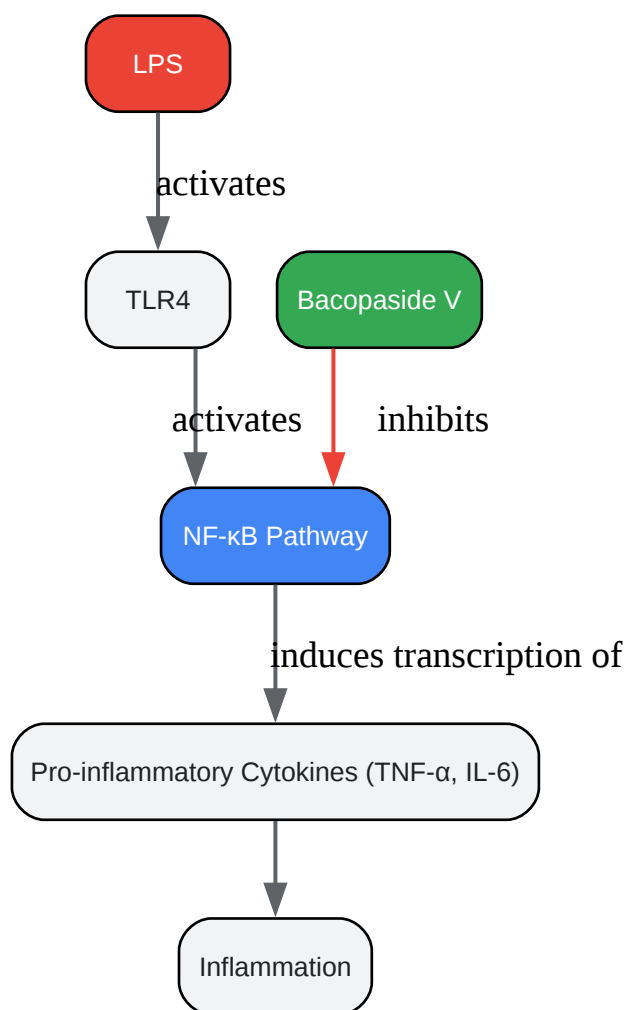 LPS
activates
TLR4
Bacopaside V
activates
inhibits
NF-κB Pathway
induces transcription of
Pro-inflammatory Cytokines (TNF-α, IL-6)
Inflammation